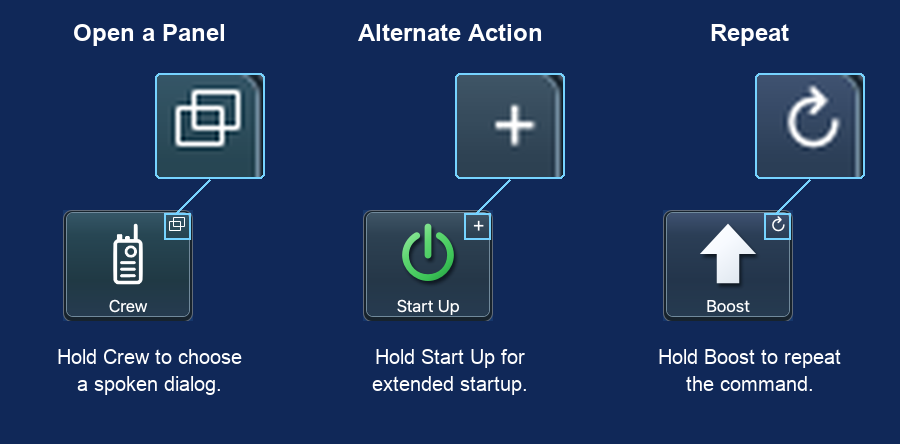 Open a Panel
Alternate Action
Repeat
Crew
Start Up
Boost
Hold Crew to choose
a spoken dialog.
Hold Start Up for
extended startup.
Hold Boost to repeat
the command.